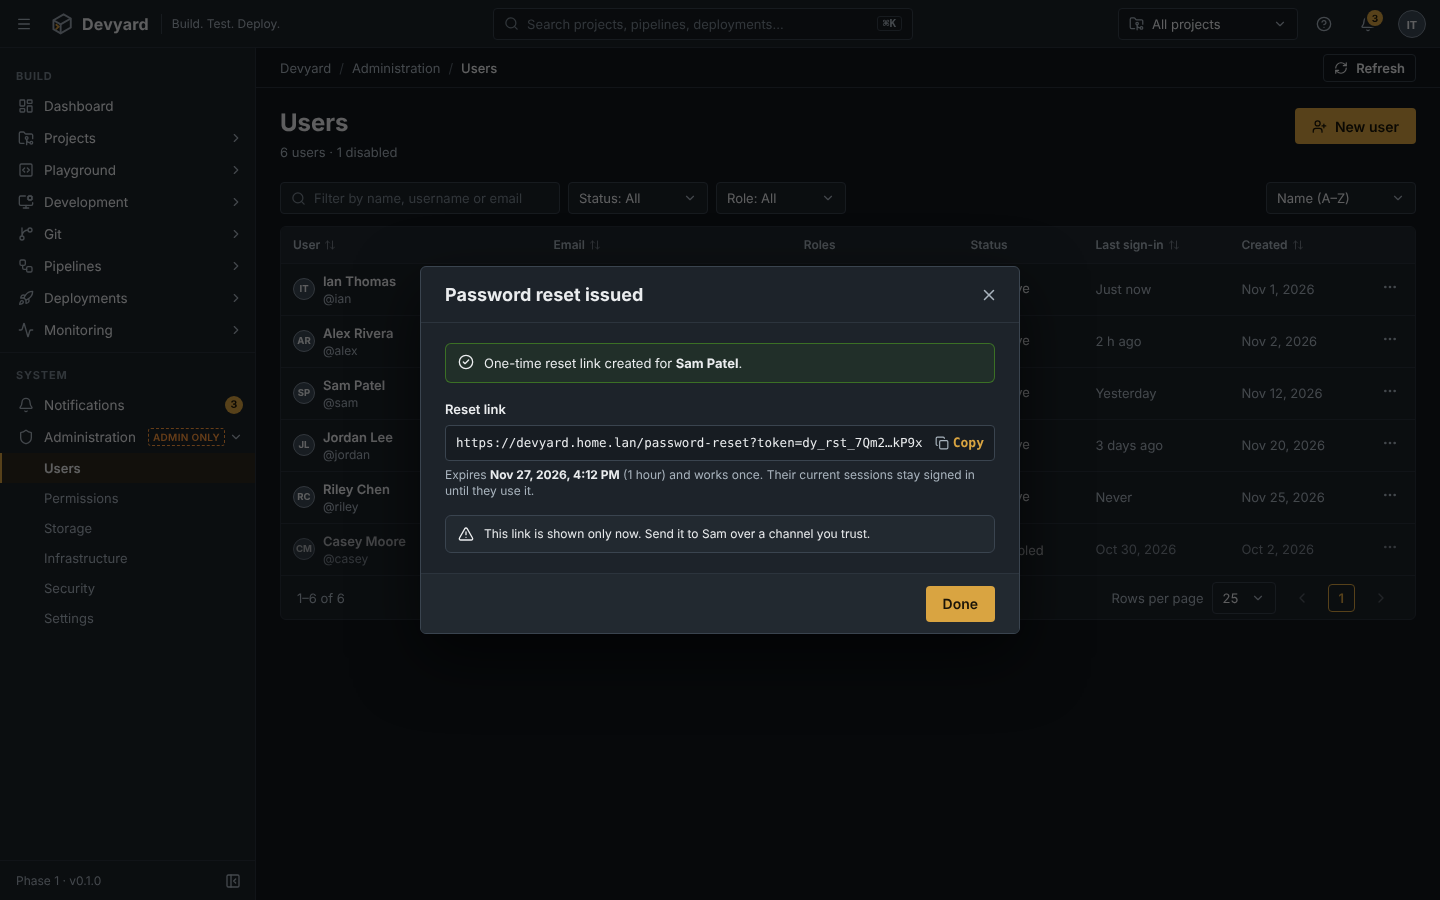 Devyard
Build. Test. Deploy.
Search projects, pipelines, deployments...
⌘K
All projects
3
IT
BUILD
Dashboard
Projects
Playground
Development
Git
Pipelines
Deployments
Monitoring
SYSTEM
Notifications
3
Administration
ADMIN ONLY
Users
Permissions
Storage
Infrastructure
Security
Settings
Phase 1 · v0.1.0
Devyard / Administration / Users
Refresh
Users
6 users · 1 disabled
New user
Filter by name, username or email
Status: All
Role: All
Name (A–Z)
User
Email
Roles
Status
Last sign-in
Created
IT
Ian Thomas
@ian
ve
Just now
Nov 1, 2026
AR
Alex Rivera
@alex
2 h ago
Nov 2, 2026
SP
Sam Patel
@sam
ve
Yesterday
Nov 12, 2026
JL
Jordan Lee
@jordan
ve
3 days ago
Nov 20, 2026
RC
Riley Chen
@riley
ve
Never
Nov 25, 2026
CM
Casey Moore
@casey
bled
Oct 30, 2026
Oct 2, 2026
1–6 of 6
Rows per page
25
1
Password reset issued
One-time reset link created for Sam Patel.
Reset link
https://devyard.home.lan/password-reset?token=dy_rst_7Qm2…kP9x
Copy
Expires Nov 27, 2026, 4:12 PM (1 hour) and works once. Their current sessions stay signed in
until they use it.
This link is shown only now. Send it to Sam over a channel you trust.
Done